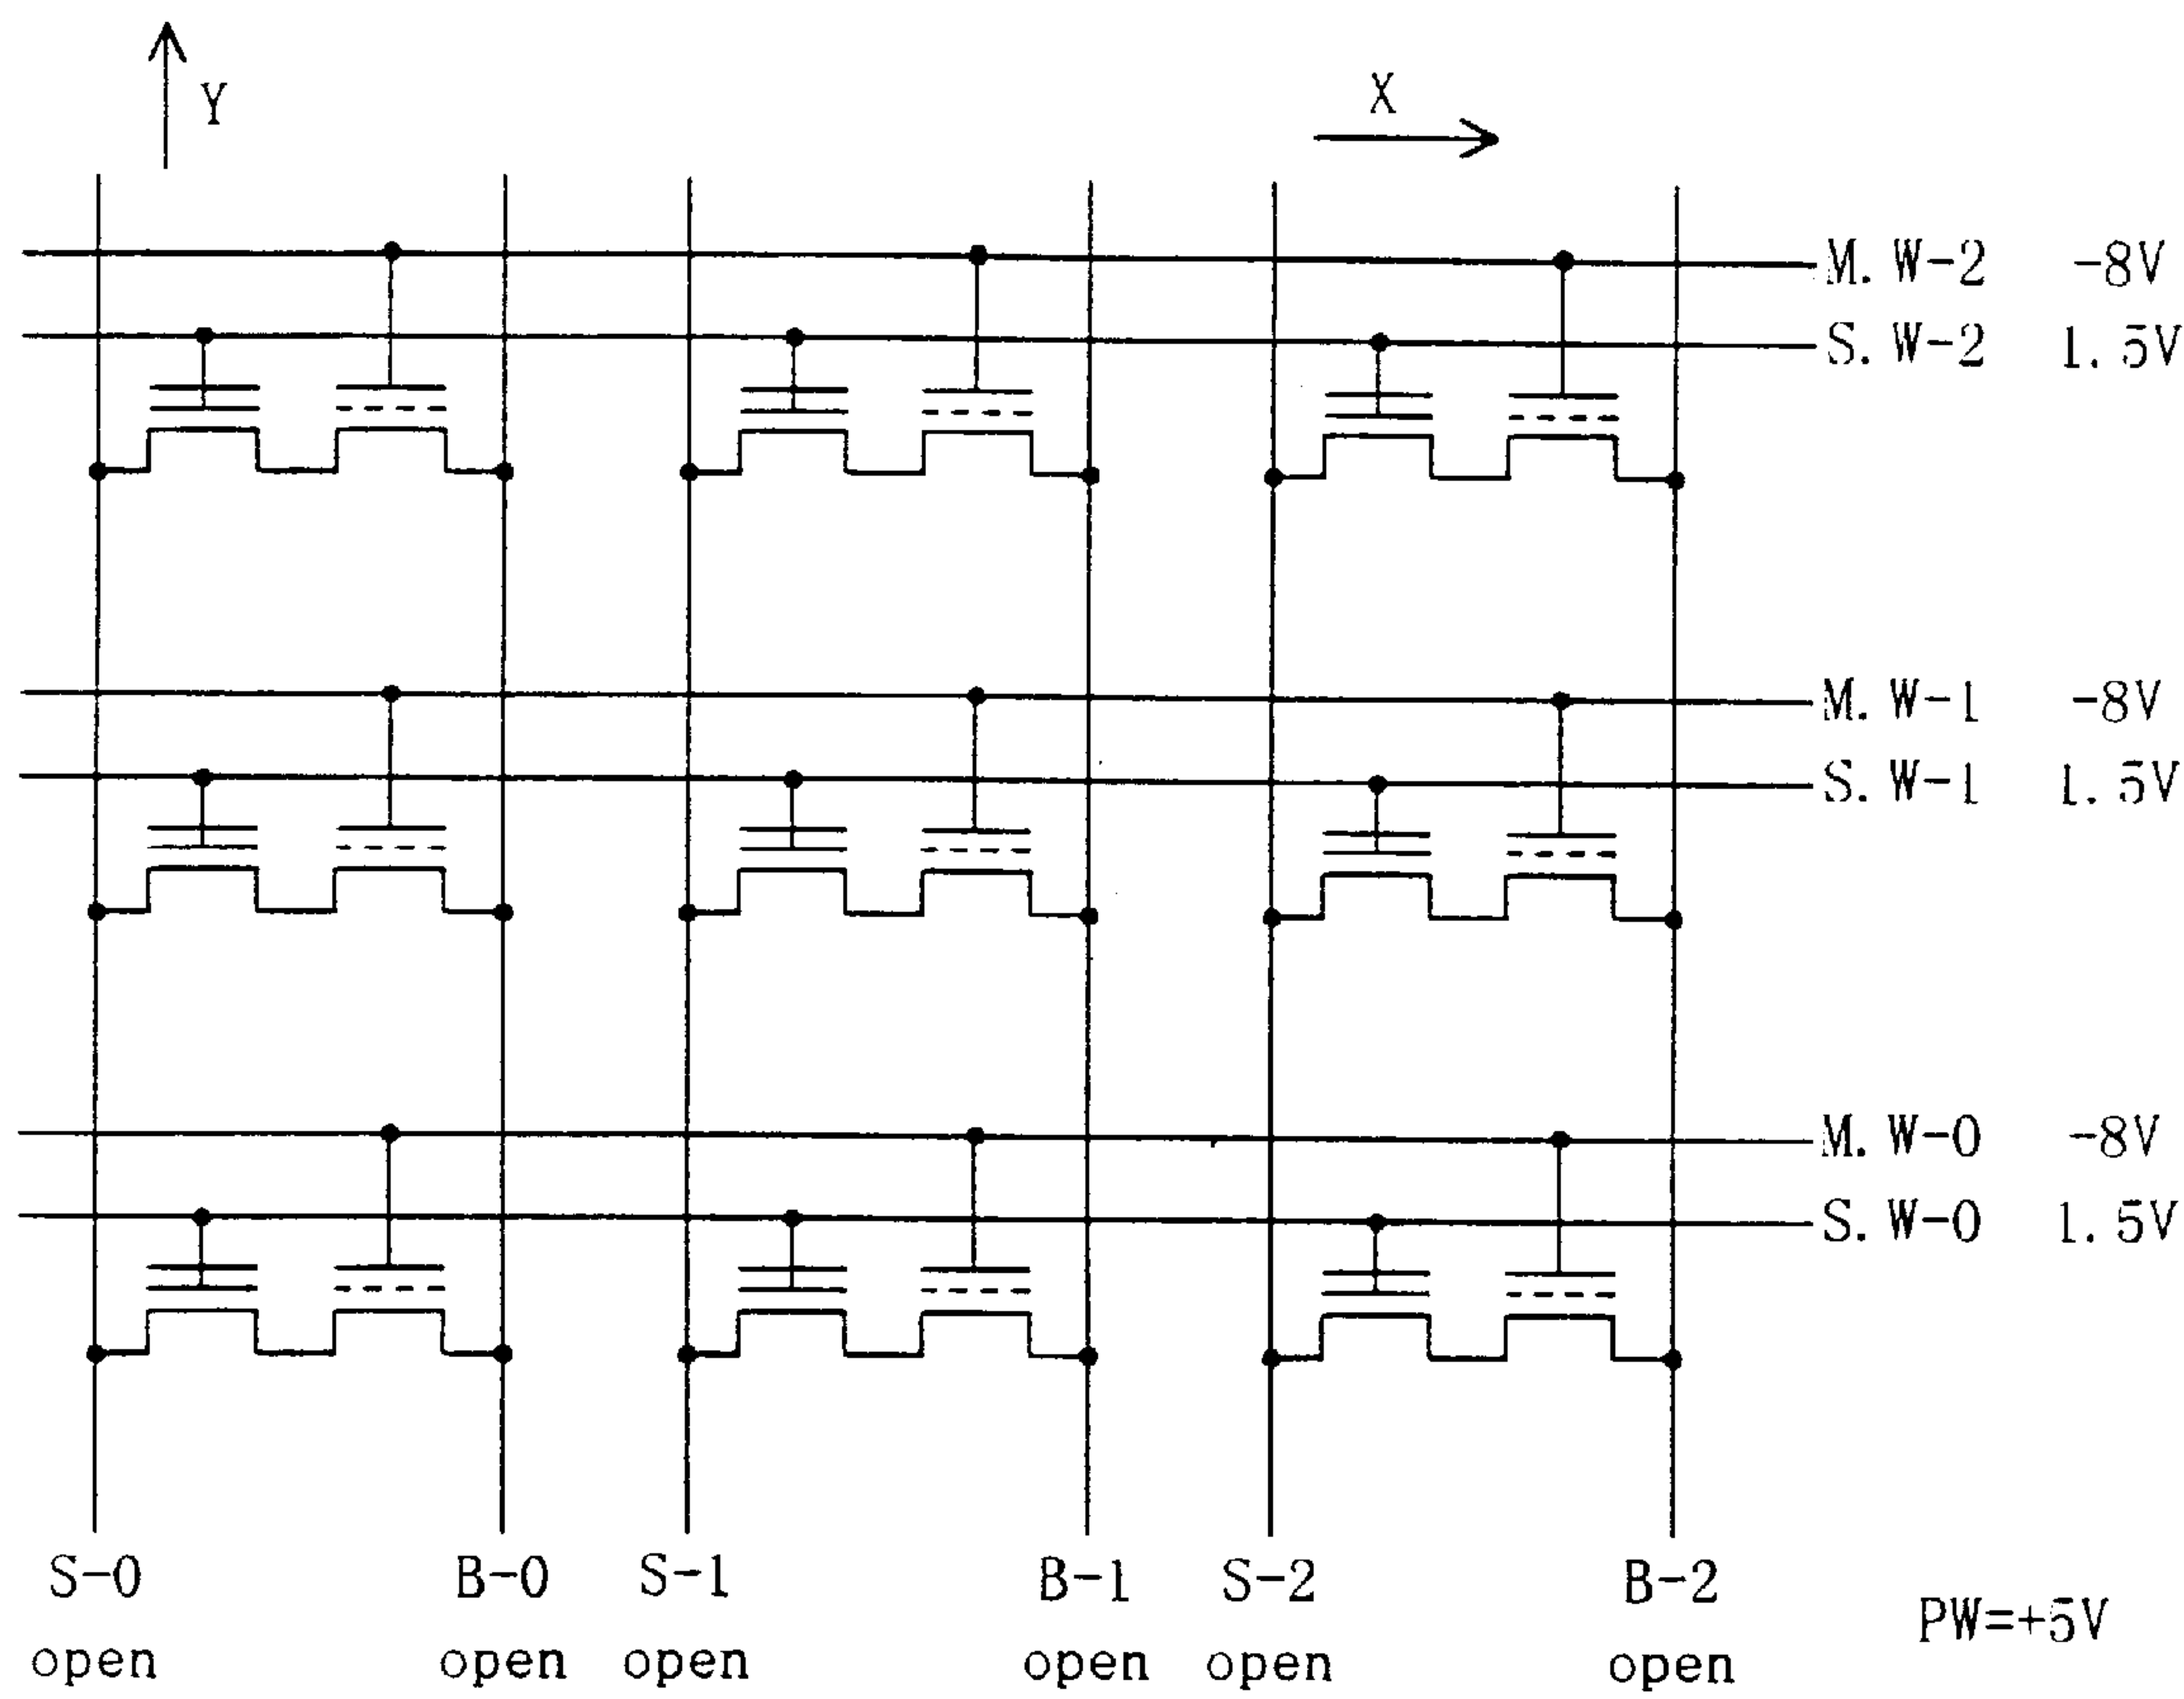 Y
X
M. W-2 -8V
S. W-2 1. 5V
M. W-1 -8V
S. W-1 1. 5V
M. W-0 -8V
S. W-0 1. 5V
S-0 B-0 S-1 B-1 S-2 B-2
PW=+5V
open open open open open open